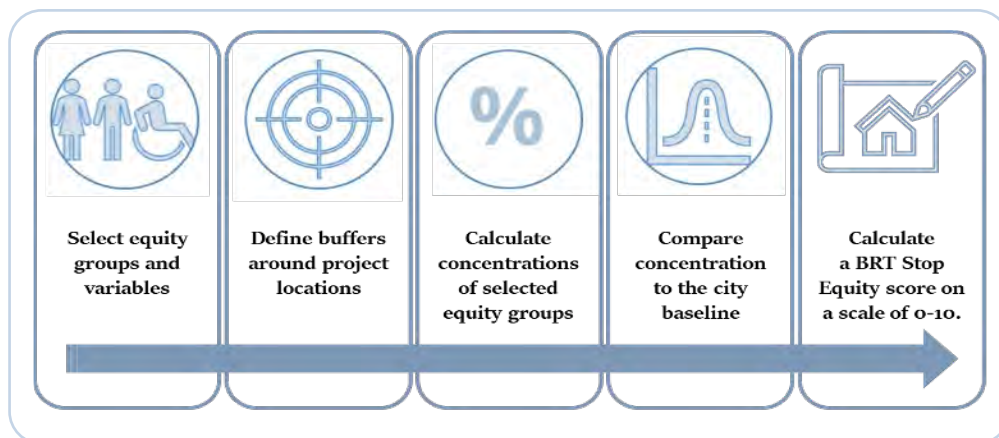 %
Select equity
groups and
variables
Define buffers
around project
locations
Calculate
concentrations
of selected
equity groups
Compare
concentration
to the city
baseline
Calculate
a BRT Stop
Equity score on
a scale of 0-10.